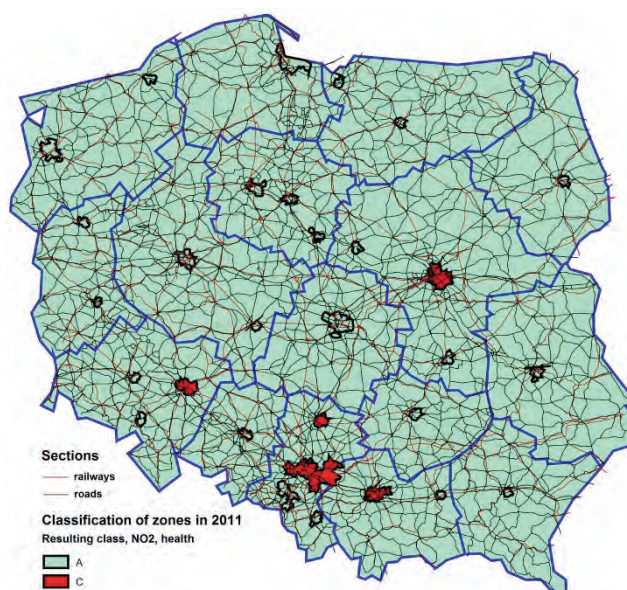 Sections
railways
roads
Classification of zones in 2011
Resulting class, NO2, health
A
C